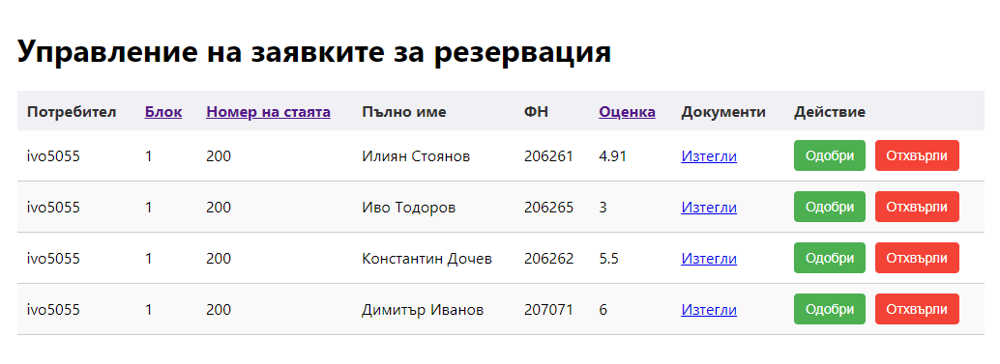 Управление на заявките за резервация
Потребител Блок Номер на стаята Пълно име ФН Оценка Документи Действие
ivo5055 1 200 Илиян Стоянов 206261 4.91 Изтегли Одобри Отхвърли
ivo5055 1 200 Иво Тодоров 206265 3 Изтегли Одобри Отхвърли
ivo5055 1 200 Константин Дочев 206262 5.5 Изтегли Одобри Отхвърли
ivo5055 1 200 Димитър Иванов 207071 6 Изтегли Одобри Отхвърли